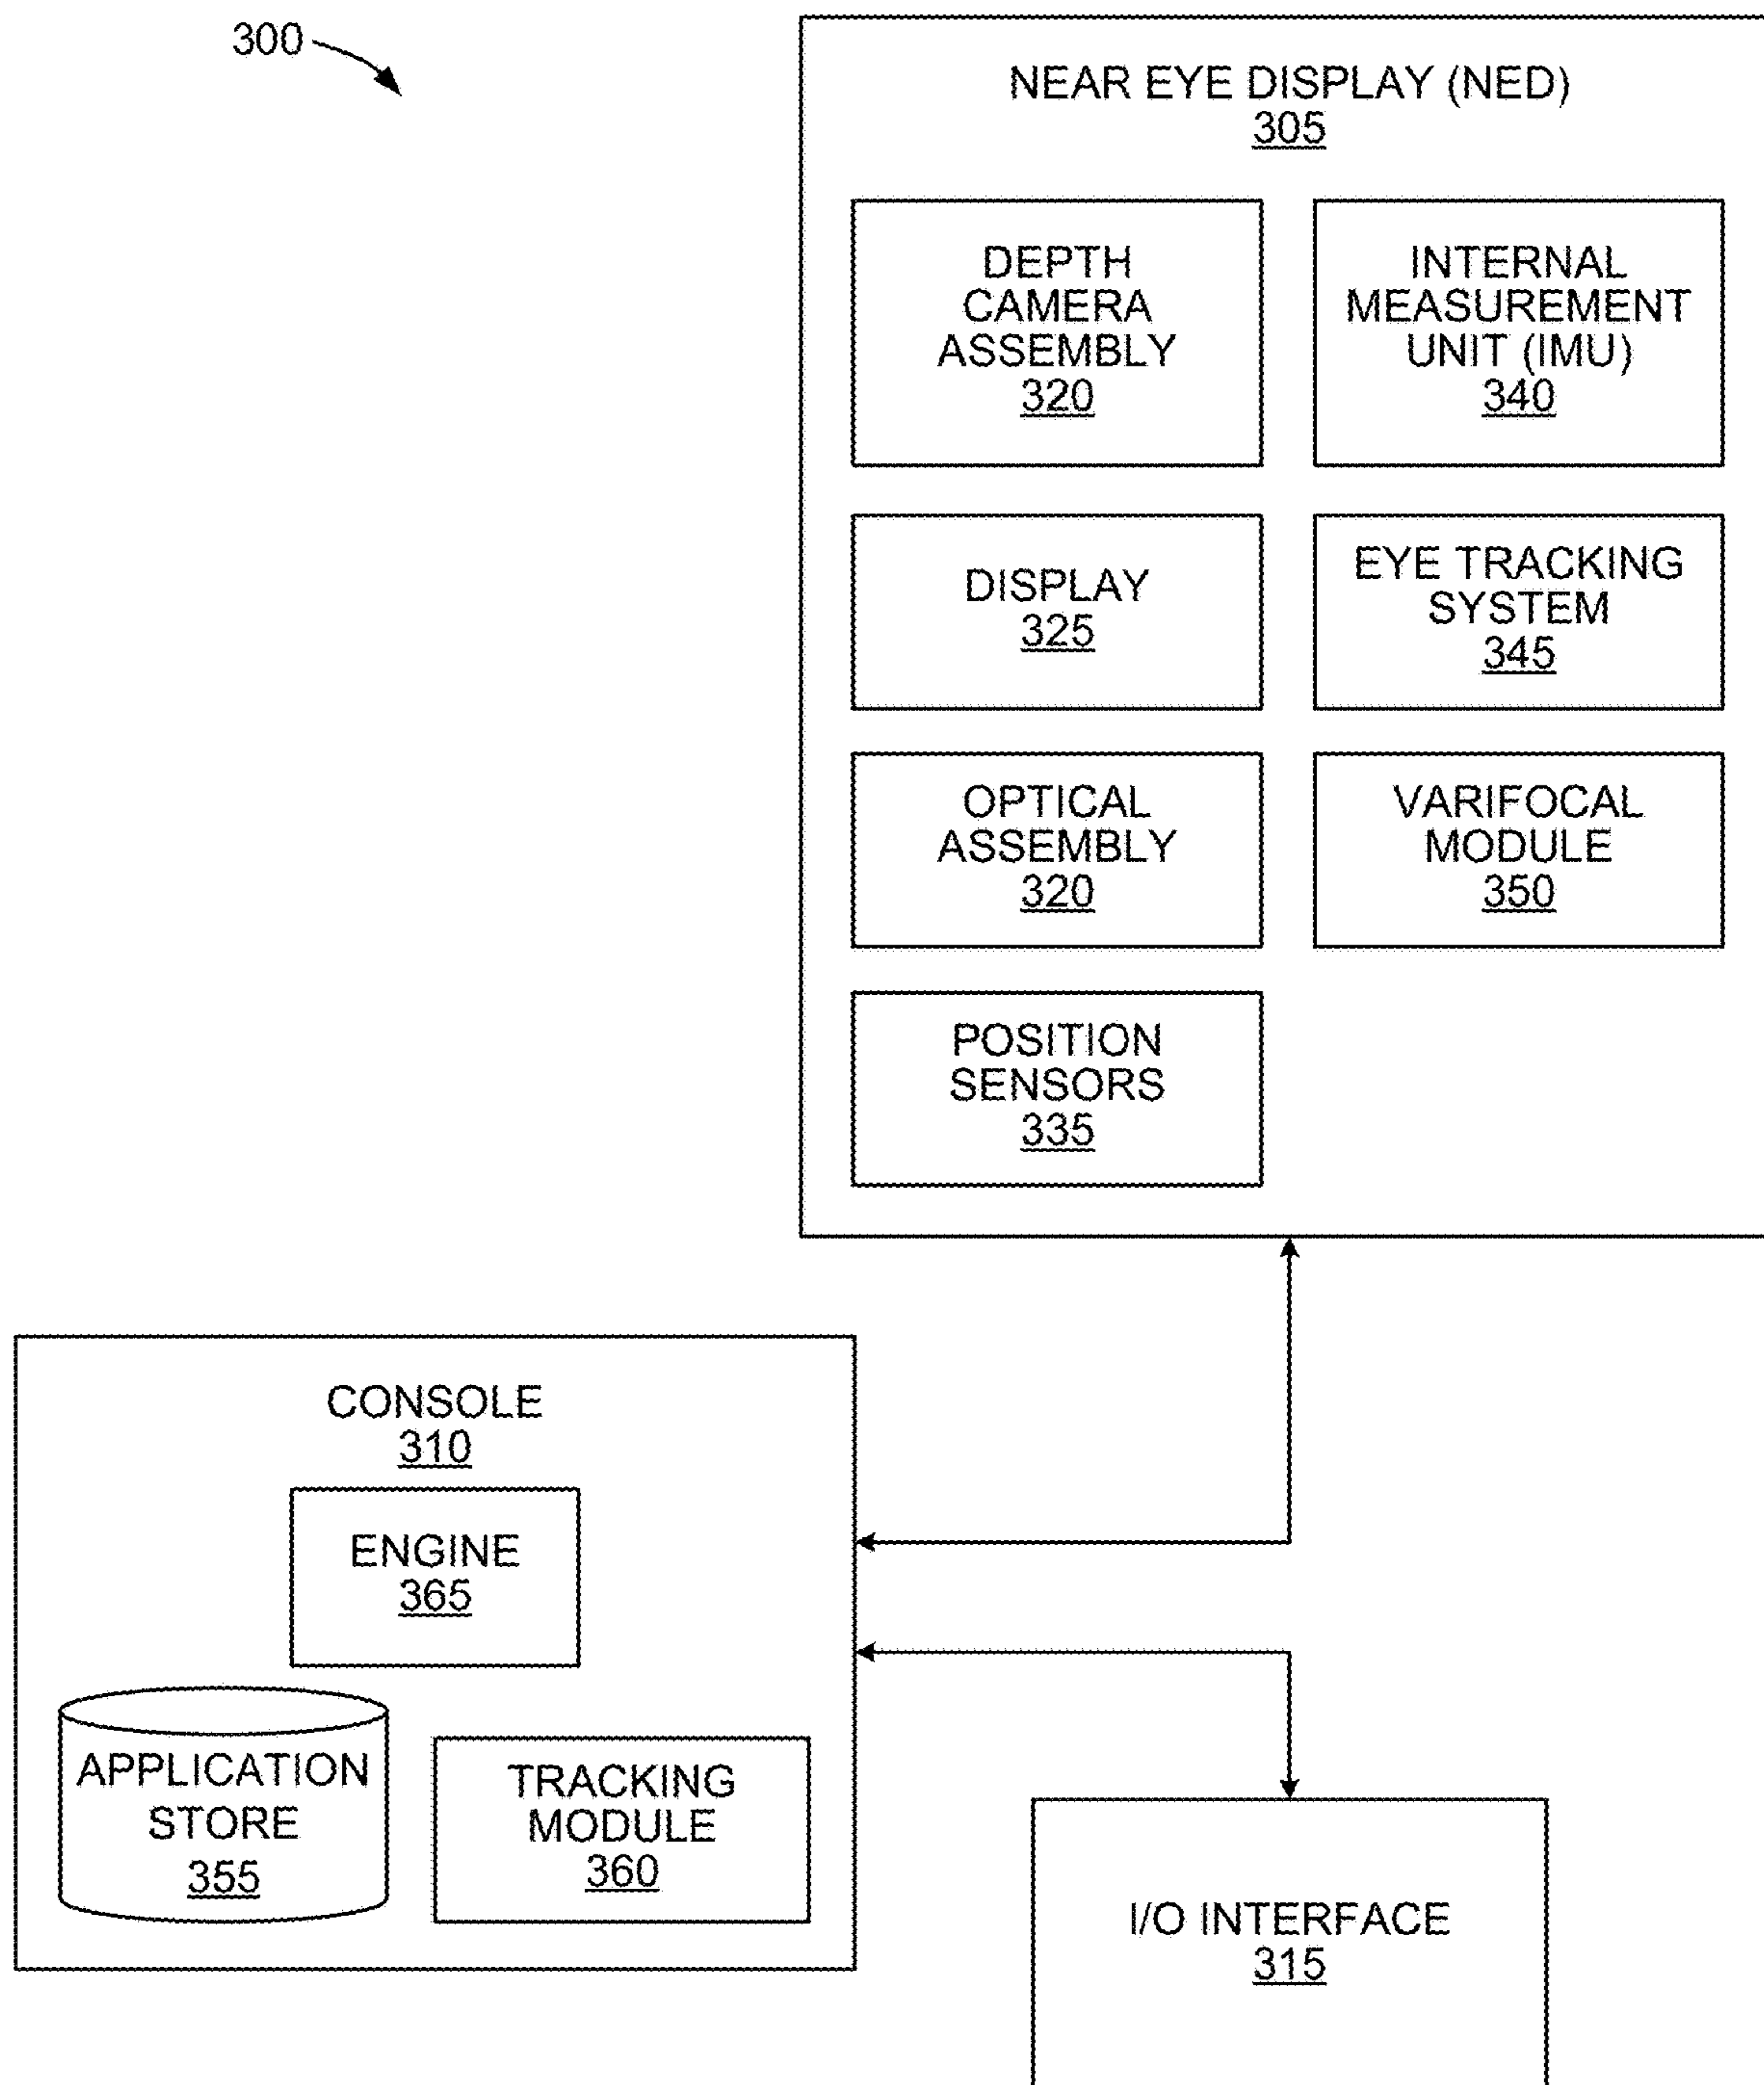 300
NEAR EYE DISPLAY (NED)
305
DEPTH
CAMERA
ASSEMBLY
320
INTERNAL
MEASUREMENT
UNIT (IMU)
340
DISPLAY
325
EYE TRACKING
SYSTEM
345
OPTICAL
ASSEMBLY
320
VARIFOCAL
MODULE
350
POSITION
SENSORS
335
CONSOLE
310
ENGINE
365
APPLICATION
STORE
355
TRACKING
MODULE
360
I/O INTERFACE
315